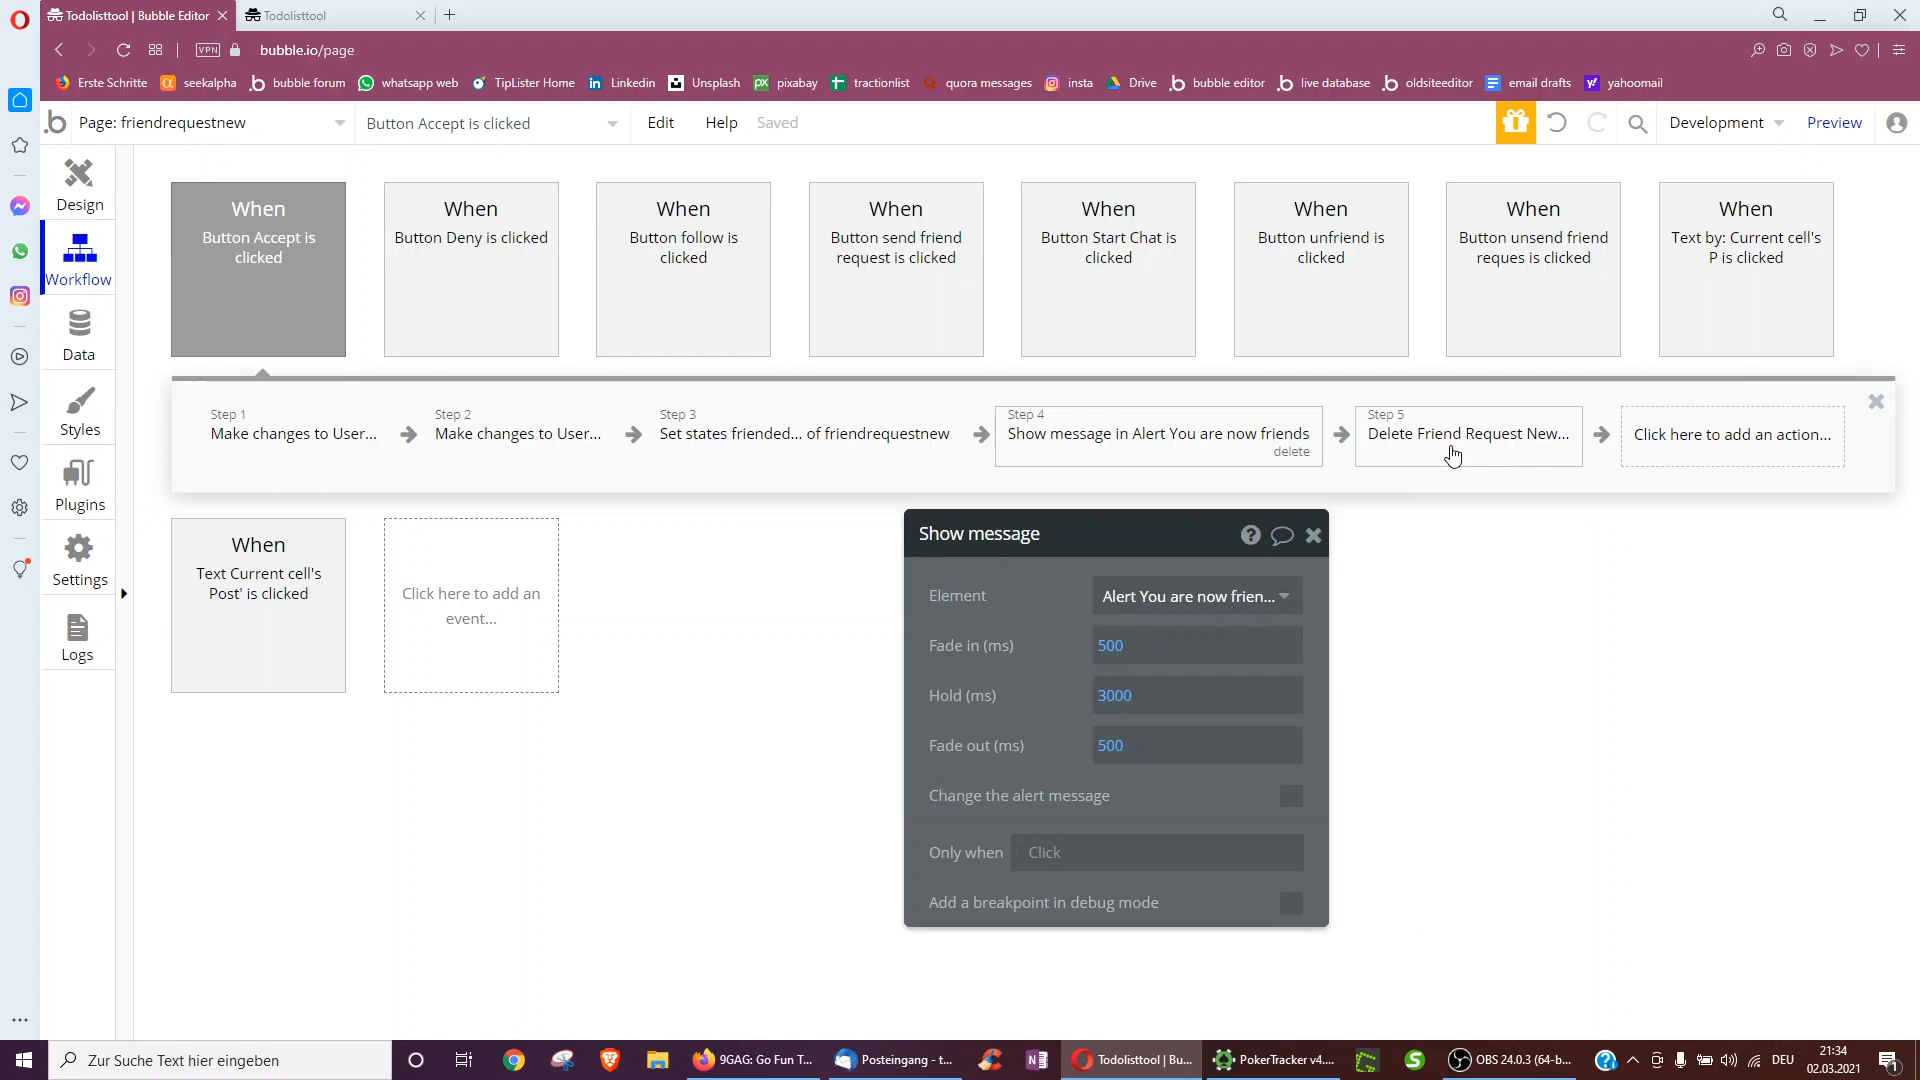 Todolisttool | Bubble Editor
Todolisttool
VPN
bubble.io/page
Erste Schritte
seekalpha
bubble forum
whatsapp web
TipLister Home
Linkedin
Unsplash
pixabay
tractionlist
quora messages
insta
Drive
bubble editor
live database
oldsiteeditor
email drafts
yahoomail
Page: friendrequestnew
Button Accept is clicked
Edit
Help
Saved
Development
Preview
Design
Workflow
Data
Styles
Plugins
Settings
Logs
When
Button Accept is
clicked
When
Button Deny is clicked
When
Button follow is
clicked
When
Button send friend
request is clicked
When
Button Start Chat is
clicked
When
Button unfriend is
clicked
When
Button unsend friend
reques is clicked
When
Text by: Current cell's
P is clicked
Step 1
Make changes to User...
Step 2
Make changes to User...
Step 3
Set states friended... of friendrequestnew
Step 4
Show message in Alert You are now friends
delete
Step 5
Delete Friend Request New...
Click here to add an action...
When
Text Current cell's
Post' is clicked
Click here to add an
event...
Show message
Element
Alert You are now frien...
Fade in (ms)
500
Hold (ms)
3000
Fade out (ms)
500
Change the alert message
Only when
Click
Add a breakpoint in debug mode
Zur Suche Text hier eingeben
9GAG: Go Fun T...
Posteingang - t...
Todolisttool | Bu...
PokerTracker v4....
OBS 24.0.3 (64-b...
DEU
21:34
02.03.2021
1